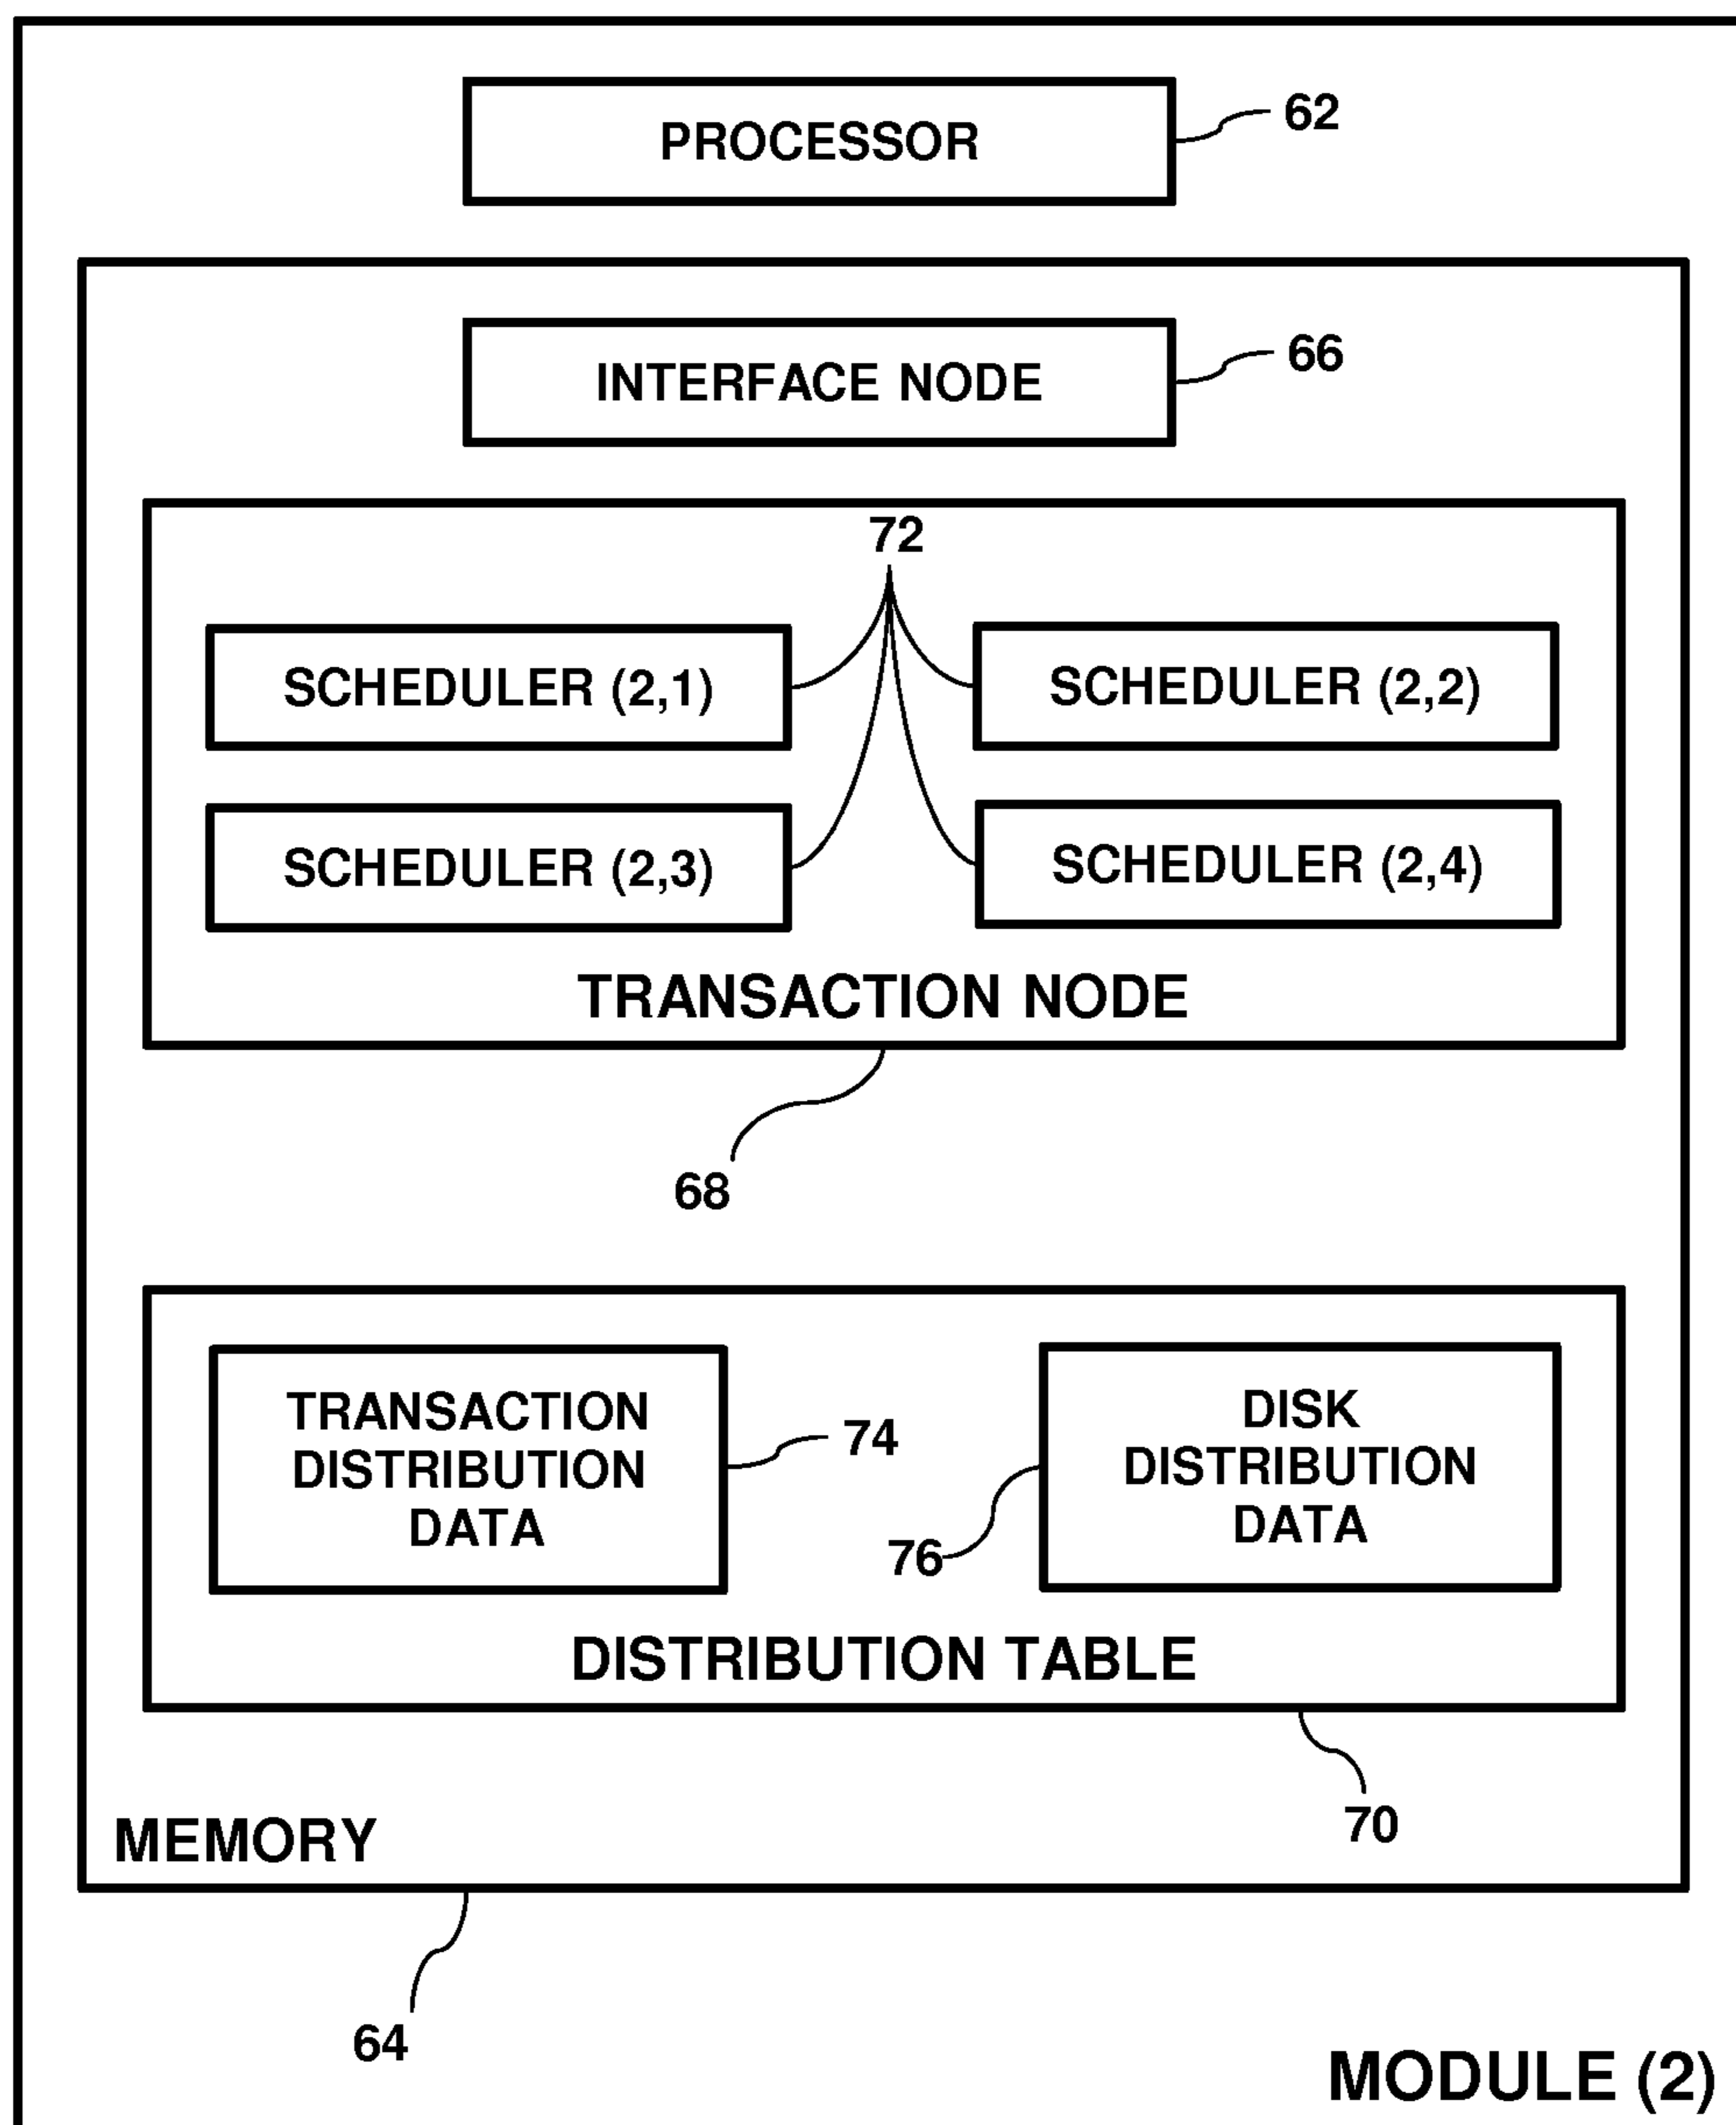 PROCESSOR
62
INTERFACE NODE
66
72
SCHEDULER (2,1)
SCHEDULER (2,2)
SCHEDULER (2,3)
SCHEDULER (2,4)
TRANSACTION NODE
68
TRANSACTION
DISTRIBUTION
DATA
74
DISK
DISTRIBUTION
DATA
76
DISTRIBUTION TABLE
70
MEMORY
64
MODULE (2)